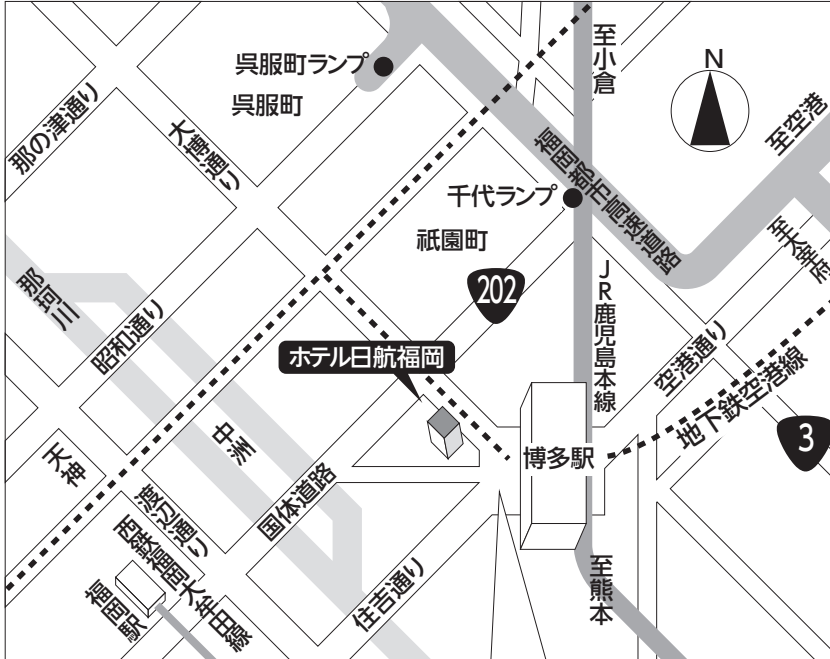 至小倉
N
呉服町ランプ
呉服町
那の津通り
大博通り
福岡都市高速道路
至空港
千代ランプ
祇園町
至太宰府
202
那珂川
JR鹿児島本線
昭和通り
ホテル日航福岡
空港通り
地下鉄空港線
中洲
天神
博多駅
3
国体道路
渡辺通り
西鉄福岡大牟田線
福岡駅
住吉通り
至熊本